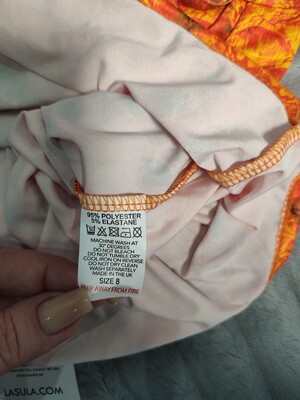 95% POLYESTER
5% ELASTANE
MACHINE WASH AT
30° DEGREES
DO NOT BLEACH
DO NOT TUMBLE DRY
COOL IRON ON REVERSE
DO NOT DRY CLEAN
WASH SEPARATELY
MADE IN THE UK
SIZE 8
KEEP AWAY FROM FIRE
LASULA.COM